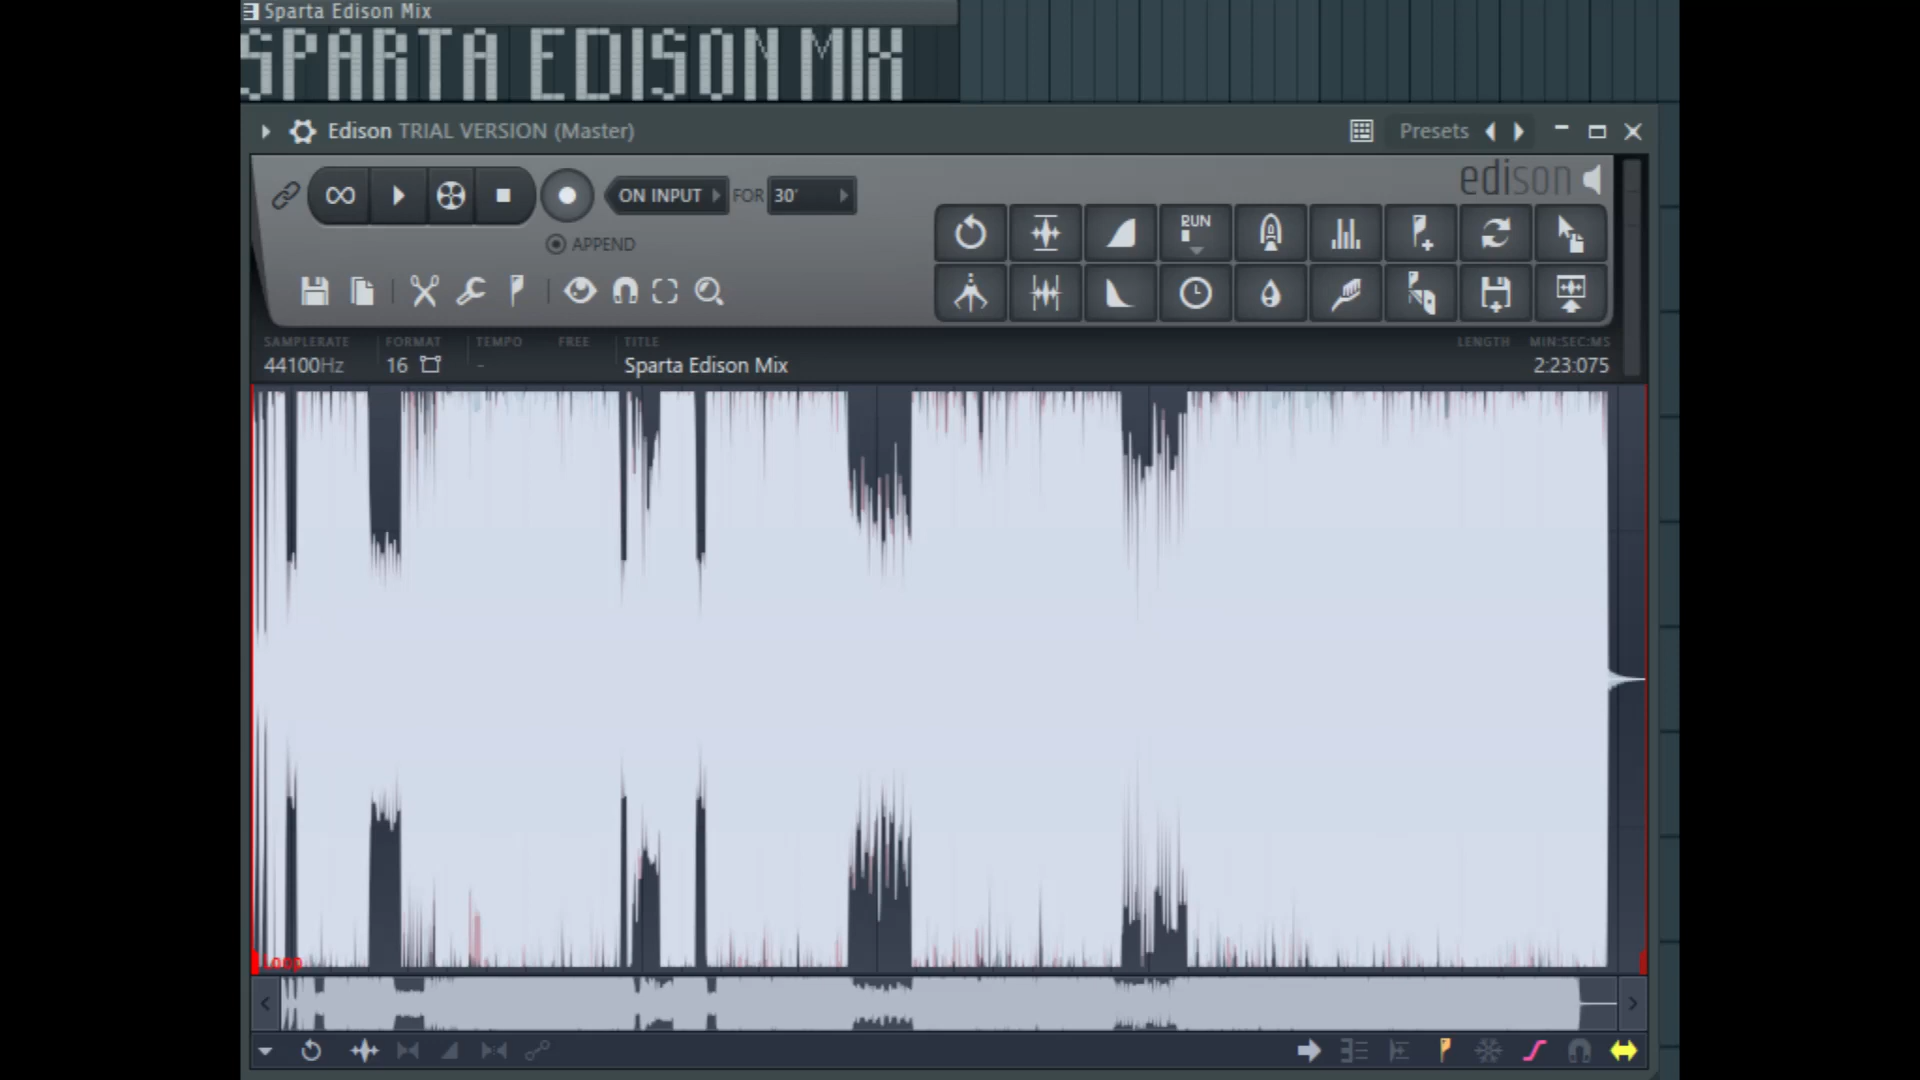 Sparta Edison Mix
SPARTA EDISON MIX
Edison TRIAL VERSION (Master)
Presets
edison
ON INPUT FOR 30'
APPEND
RUN
SAMPLERATE FORMAT TEMPO FREE TITLE LENGTH MIN:SEC:MS
44100Hz 16 - Sparta Edison Mix 2:23:075
Loop